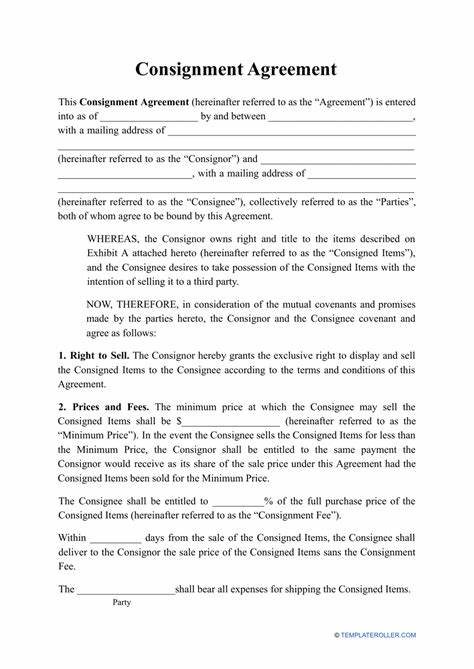 Consignment Agreement
This Consignment Agreement (hereinafter referred to as the “Agreement”) is entered
into as of ____________________ by and between ________________________,
with a mailing address of ________________________________________________
______________________________________________________________________
(hereinafter referred to as the “Consignor”) and ______________________________
___________________________, with a mailing address of ____________________
______________________________________________________________________
(hereinafter referred to as the “Consignee”), collectively referred to as the “Parties”,
both of whom agree to be bound by this Agreement.
WHEREAS, the Consignor owns right and title to the items described on
Exhibit A attached hereto (hereinafter referred to as the “Consigned Items”),
and the Consignee desires to take possession of the Consigned Items with the
intention of selling it to a third party.
NOW, THEREFORE, in consideration of the mutual covenants and promises
made by the parties hereto, the Consignor and the Consignee covenant and
agree as follows:
1. Right to Sell. The Consignor hereby grants the exclusive right to display and sell
the Consigned Items to the Consignee according to the terms and conditions of this
Agreement.
2. Prices and Fees. The minimum price at which the Consignee may sell the
Consigned Items shall be $______________ (hereinafter referred to as the
“Minimum Price”). In the event the Consignee sells the Consigned Items for less than
the Minimum Price, the Consignor shall be entitled to the same payment the
Consignor would receive as its share of the sale price under this Agreement had the
Consigned Items been sold for the Minimum Price.
The Consignee shall be entitled to __________% of the full purchase price of the
Consigned Items (hereinafter referred to as the “Consignment Fee”).
Within __________ days from the sale of the Consigned Items, the Consignee shall
deliver to the Consignor the sale price of the Consigned Items sans the Consignment
Fee.
The ____________________shall bear all expenses for shipping the Consigned Items.
Party
© TEMPLATEROLLER.COM